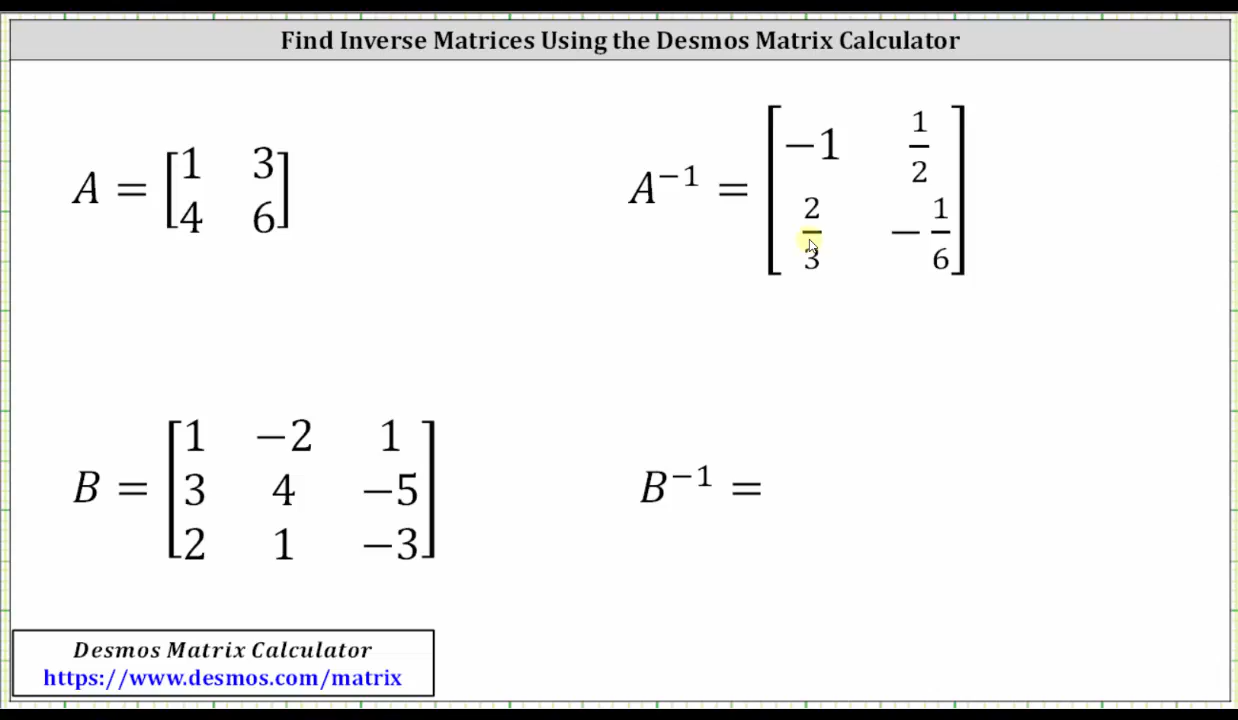 Find Inverse Matrices Using the Desmos Matrix Calculator
A = [1 3
4 6]
A⁻¹ = [−1 1/2
2/3 −1/6]
B = [1 −2 1
3 4 −5
2 1 −3]
B⁻¹ =
Desmos Matrix Calculator
https://www.desmos.com/matrix